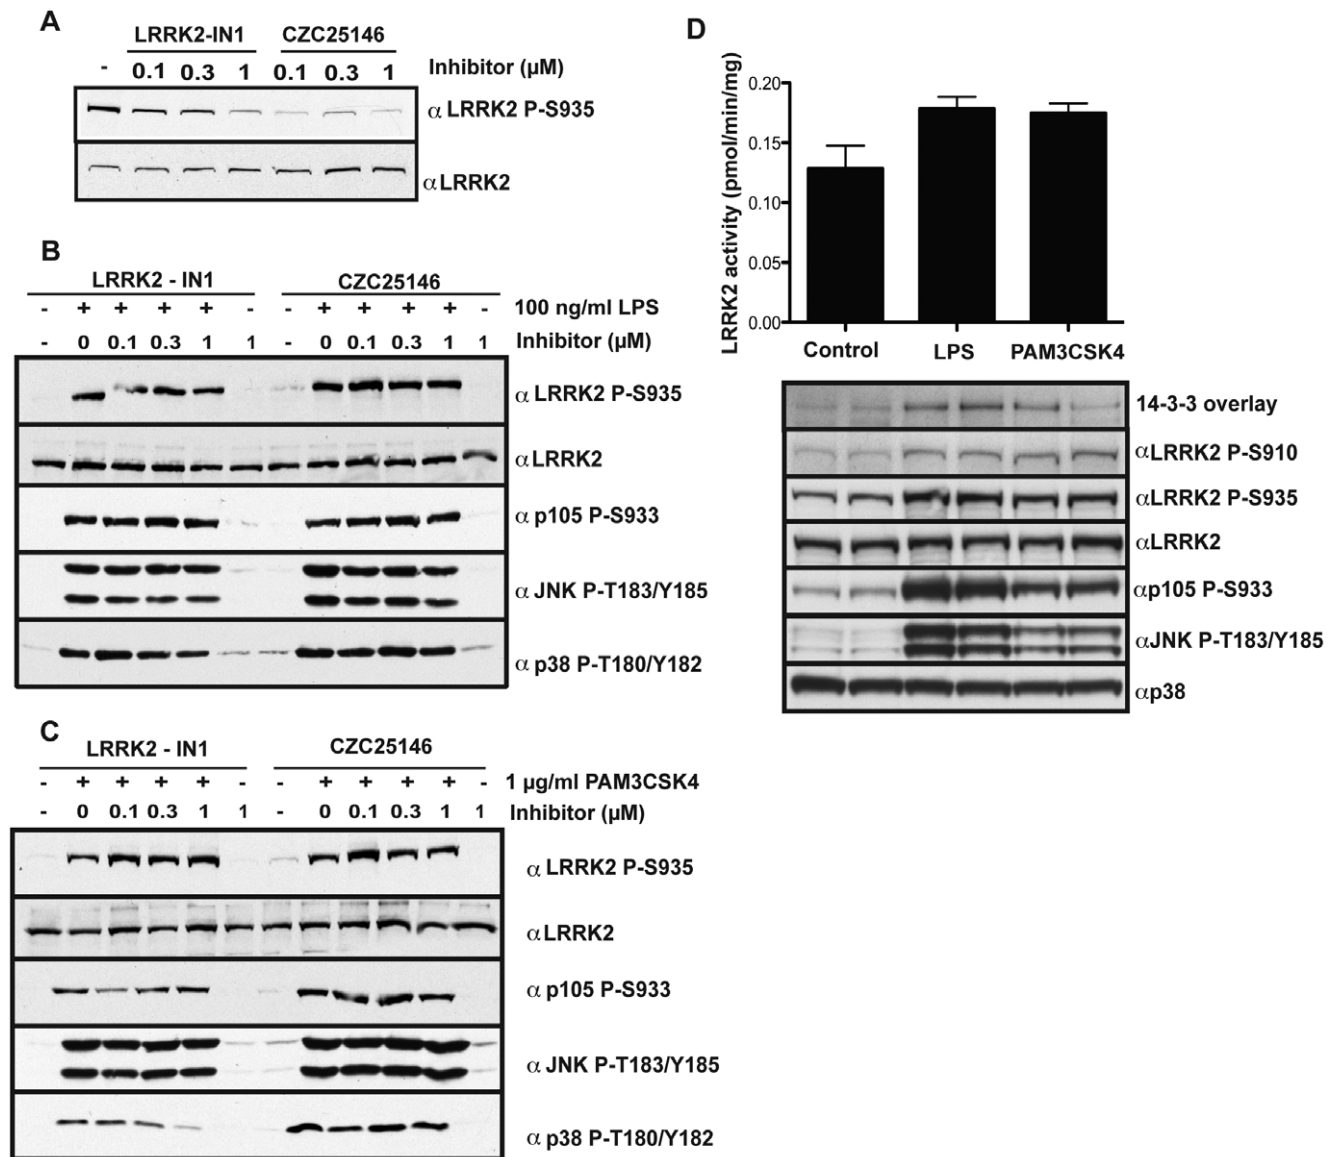 A
LRRK2-IN1 CZC25146
- 0.1 0.3 1 0.1 0.3 1 Inhibitor (µM)
α LRRK2 P-S935
αLRRK2
B
LRRK2 - IN1 CZC25146
- + + + + - - + + + + - 100 ng/ml LPS
- 0 0.1 0.3 1 1 - 0 0.1 0.3 1 1 Inhibitor (µM)
α LRRK2 P-S935
αLRRK2
α p105 P-S933
α JNK P-T183/Y185
α p38 P-T180/Y182
C
LRRK2 - IN1 CZC25146
- + + + + - - + + + + - 1 µg/ml PAM3CSK4
- 0 0.1 0.3 1 1 - 0 0.1 0.3 1 1 Inhibitor (µM)
α LRRK2 P-S935
αLRRK2
α p105 P-S933
α JNK P-T183/Y185
α p38 P-T180/Y182
D
LRRK2 activity (pmol/min/mg)
0.20
0.15
0.10
0.05
0.00
Control LPS PAM3CSK4
14-3-3 overlay
αLRRK2 P-S910
αLRRK2 P-S935
αLRRK2
αp105 P-S933
αJNK P-T183/Y185
αp38